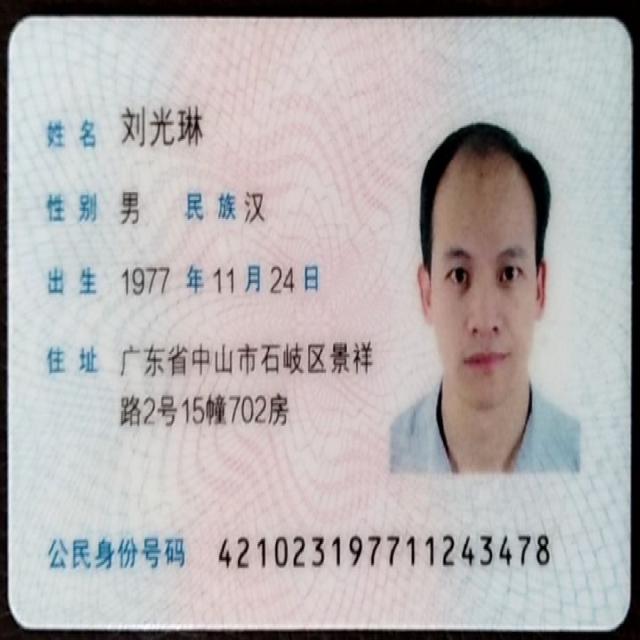 姓名 刘光琳
性别 男 民族 汉
出生 1977 年 11 月 24 日
住址 广东省中山市石岐区景祥
路2号15幢702房
公民身份号码 421023197711243478